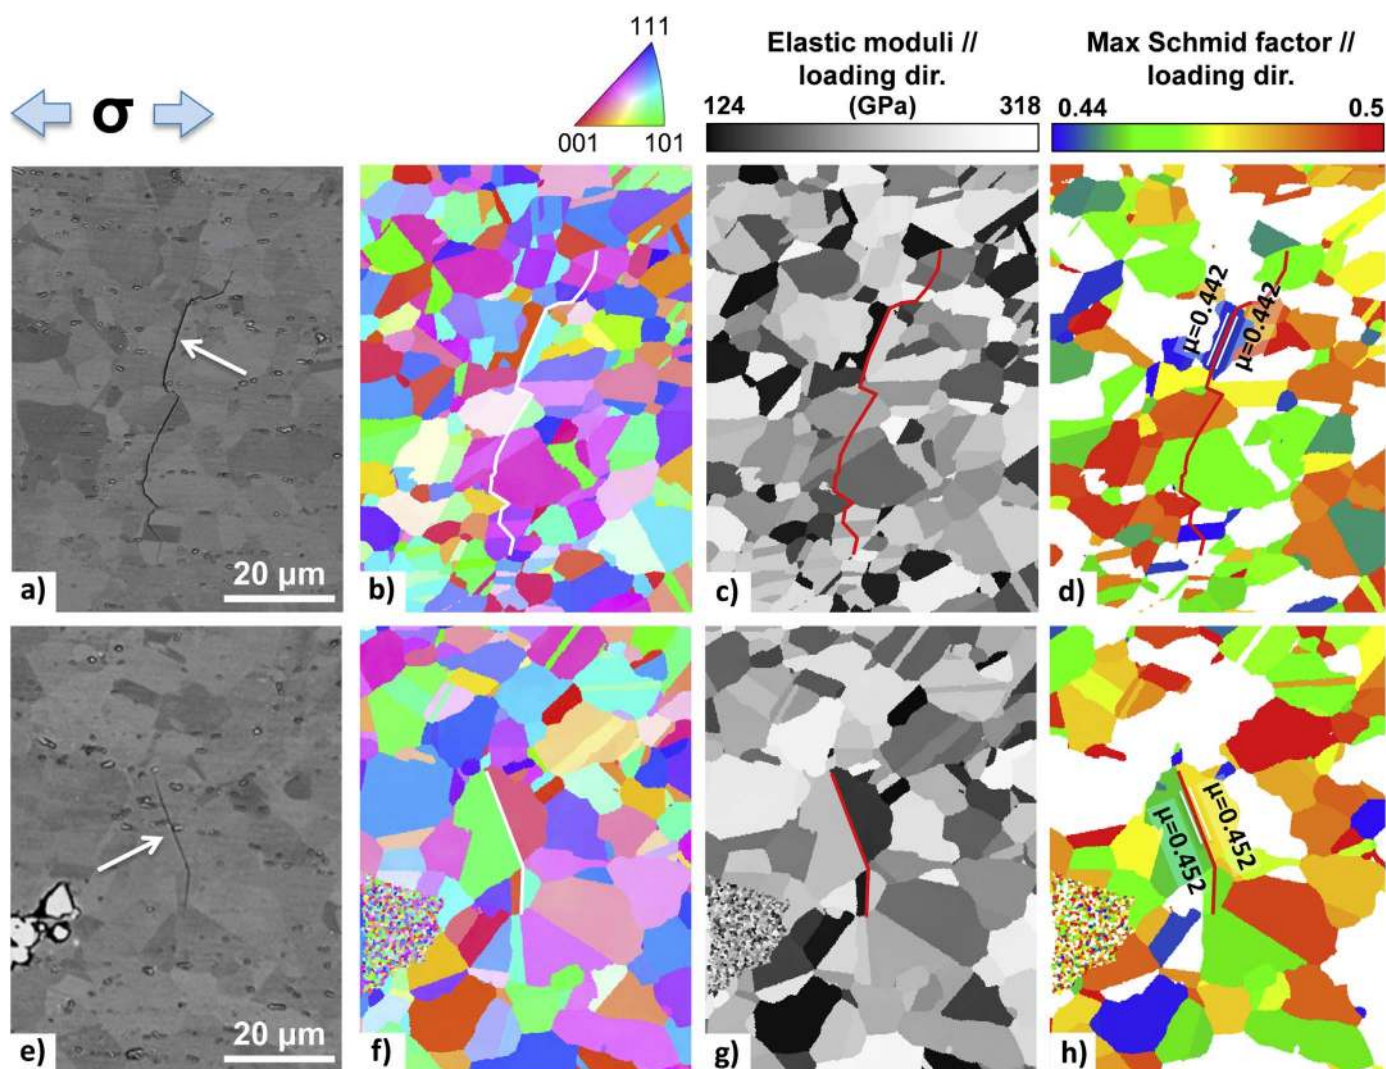 σ
111
001 101
Elastic moduli //
loading dir.
(GPa)
124 318
Max Schmid factor //
loading dir.
0.44 0.5
a)
20 µm
b)
c)
μ=0.442
μ=0.442
d)
e)
20 µm
f)
g)
μ=0.452
μ=0.452
h)